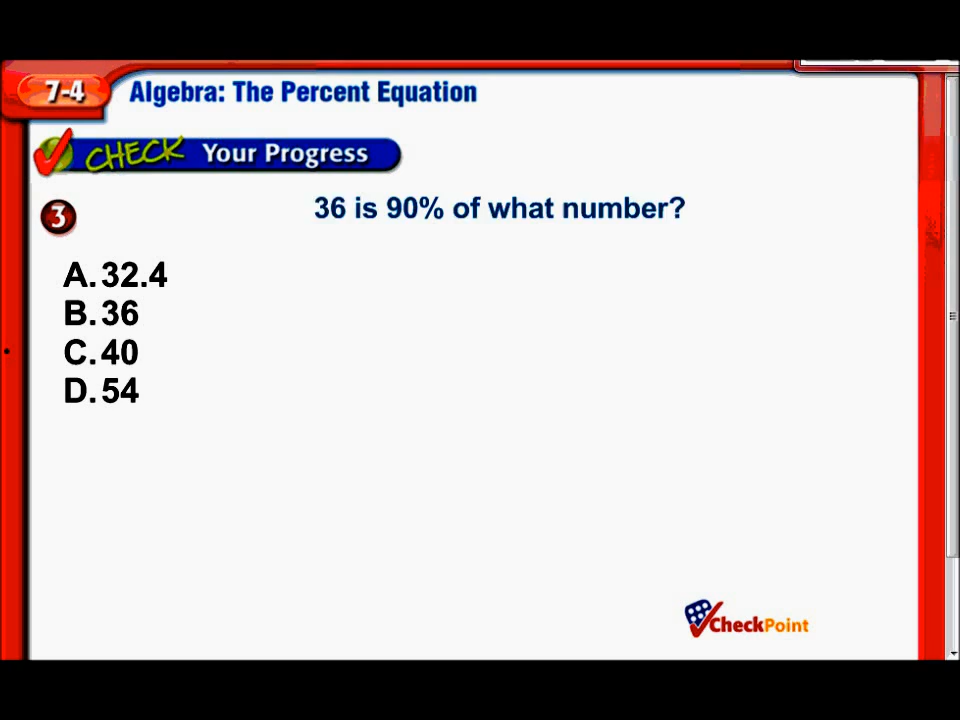 7-4
Algebra: The Percent Equation
CHECK Your Progress
3
36 is 90% of what number?
A. 32.4
B. 36
C. 40
D. 54
CheckPoint